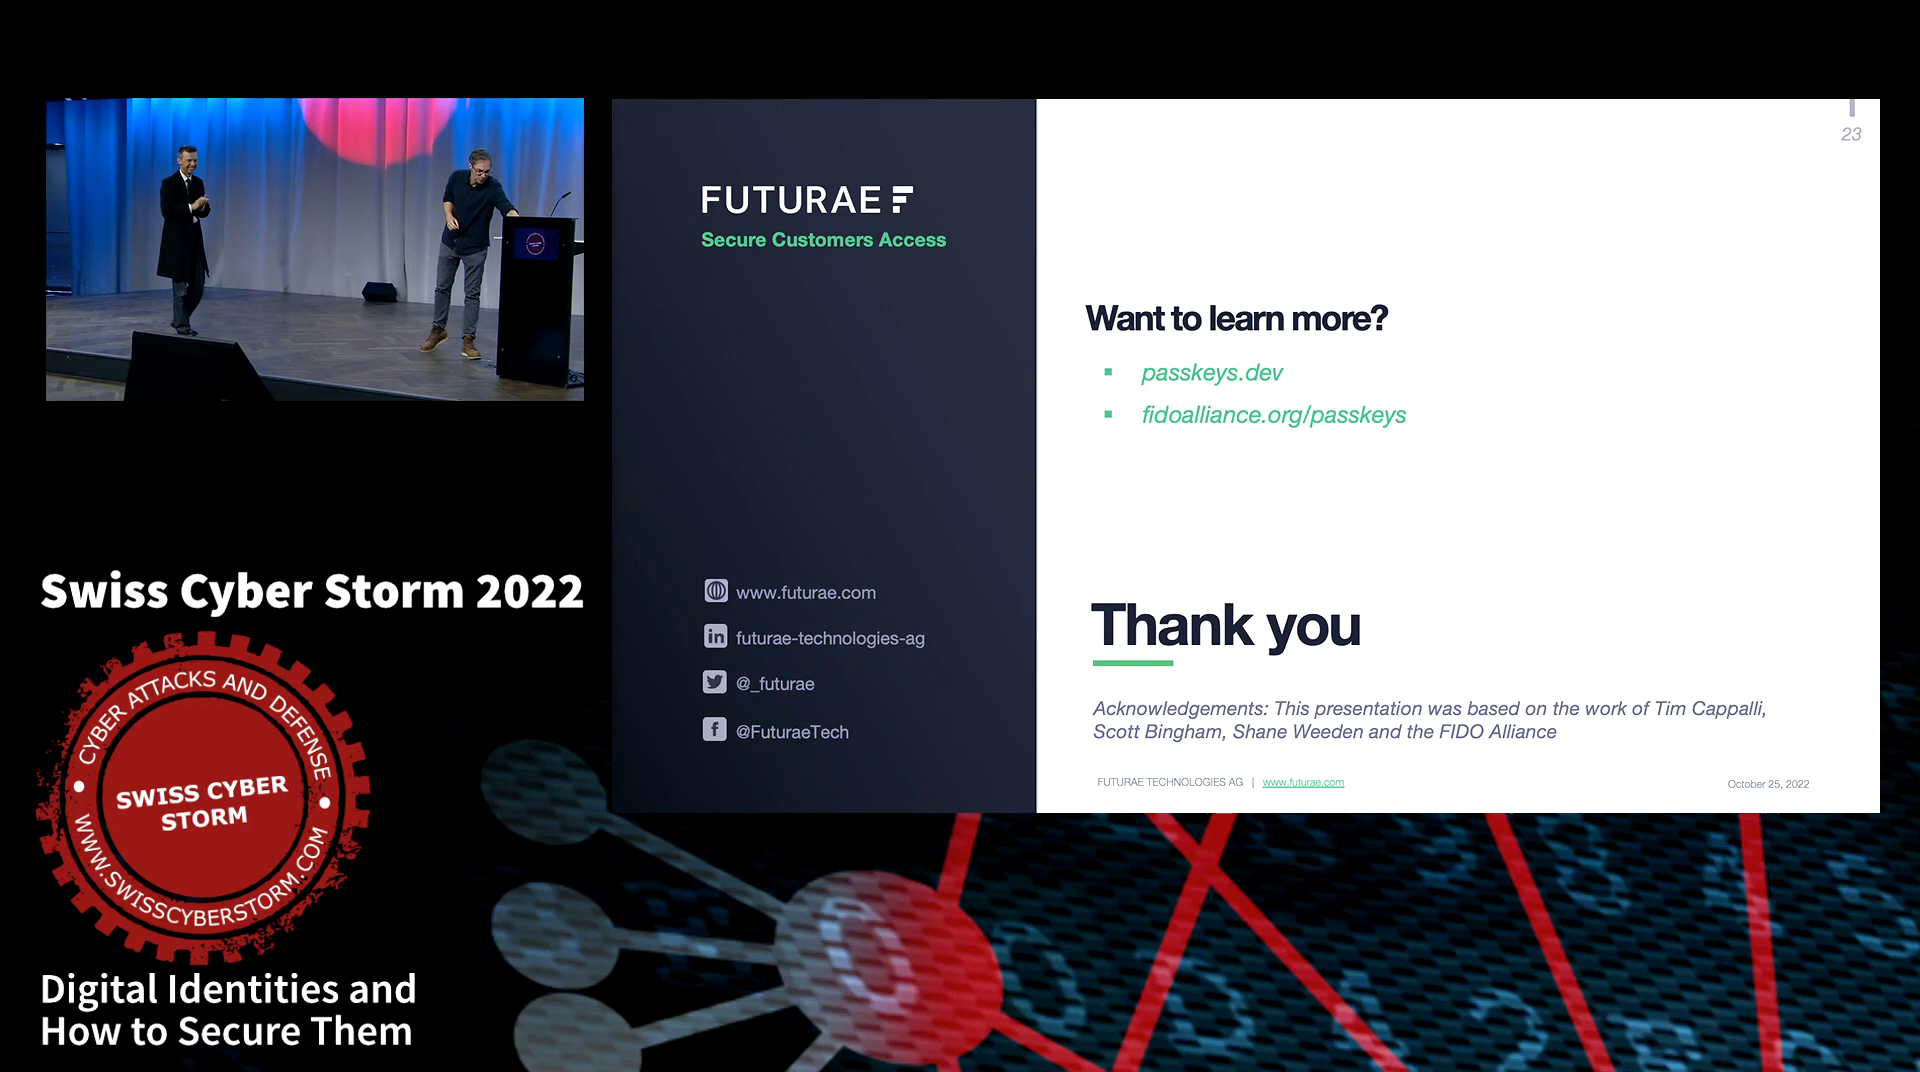 FUTURAE
Secure Customers Access
www.futurae.com
futurae-technologies-ag
@_futurae
@FuturaeTech
23
Want to learn more?
passkeys.dev
fidoalliance.org/passkeys
Thank you
Acknowledgements: This presentation was based on the work of Tim Cappalli,
Scott Bingham, Shane Weeden and the FIDO Alliance
FUTURAE TECHNOLOGIES AG | www.futurae.com
October 25, 2022
Swiss Cyber Storm 2022
CYBER ATTACKS AND DEFENSE
SWISS CYBER
STORM
WWW.SWISSCYBERSTORM.COM
Digital Identities and
How to Secure Them